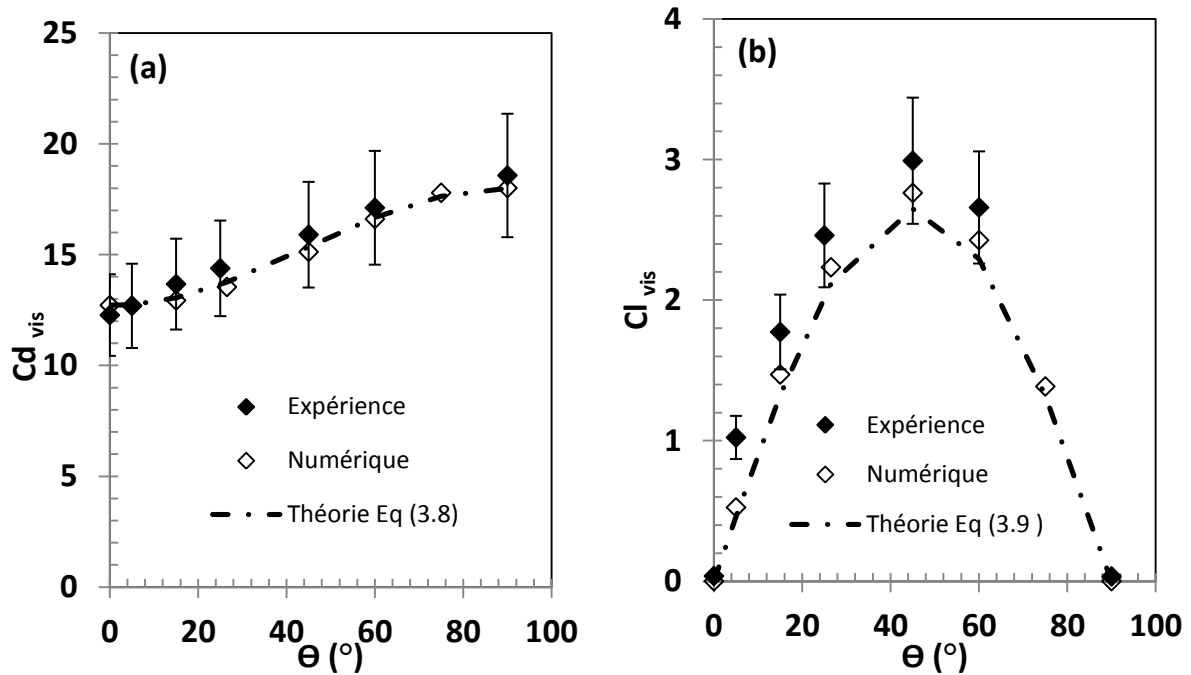 (a)
25
20
15
10
5
0
Cd vis
Expérience
Numérique
Théorie Eq (3.8)
0 20 40 60 80 100
Θ (°)
(b)
4
3
2
1
0
Cl vis
Expérience
Numérique
Théorie Eq (3.9 )
0 20 40 60 80 100
Θ (°)